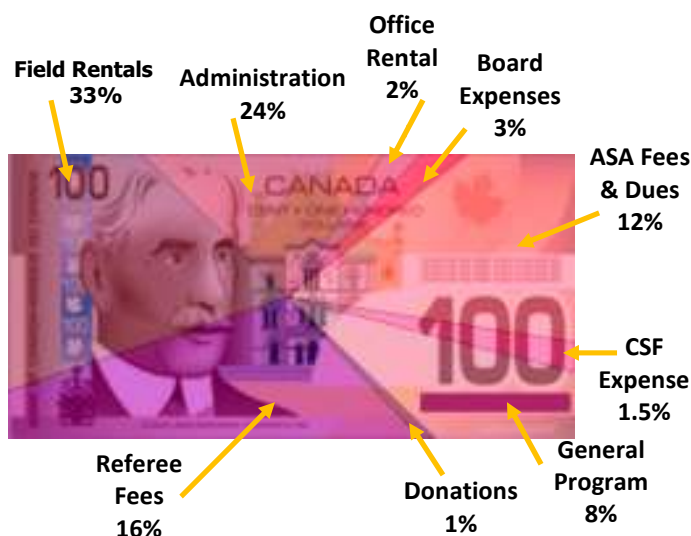 Office
Rental
2%
Field Rentals
33%
Administration
24%
Board
Expenses
3%
ASA Fees
& Dues
12%
100
CANADA
100
CSF
Expense
1.5%
General
Program
8%
Donations
1%
Referee
Fees
16%